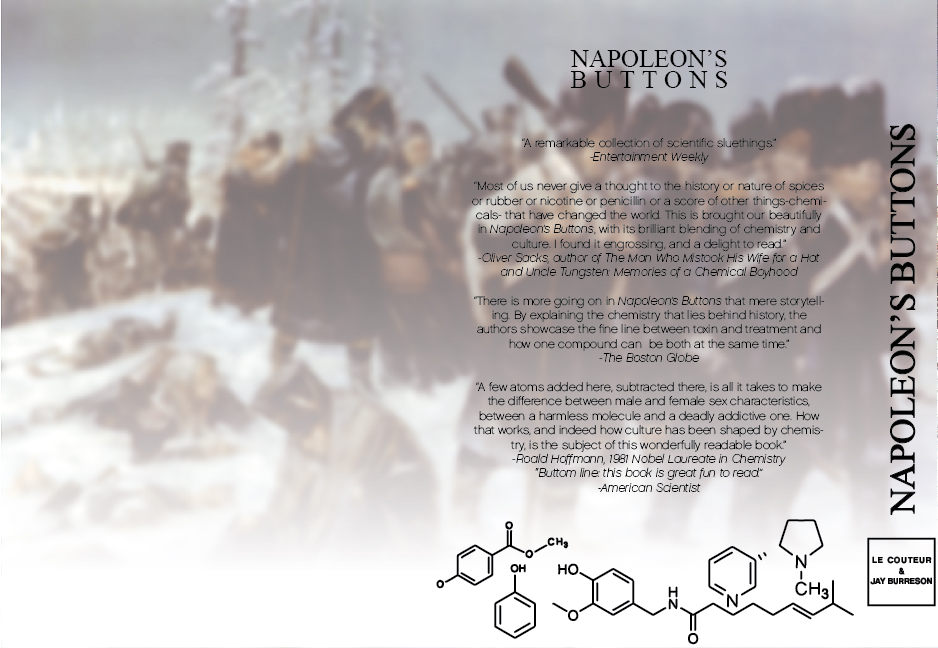 NAPOLEON'S
BUTTONS
"A remarkable collection of scientific sluethings."
-Entertainment Weekly
"Most of us never give a thought to the history or nature of spices
or rubber or nicotine or penicillin or a score of other things-chemi-
cals- that have changed the world. This is brought our beautifully
in Napoleon's Buttons, with its brilliant blending of chemistry and
culture. I found it engrossing, and a delight to read."
-Oliver Sacks, author of The Man Who Mistook His Wife for a Hat
and Uncle Tungsten: Memories of a Chemical Boyhood
"There is more going on in Napoleon's Buttons that mere storytell-
ing. By explaining the chemistry that lies behind history, the
authors showcase the fine line between toxin and treatment and
how one compound can  be both at the same time."
-The Boston Globe
"A few atoms added here, subtracted there, is all it takes to make
the difference between male and female sex characteristics,
between a harmless molecule and a deadly addictive one. How
that works, and indeed how culture has been shaped by chemis-
try, is the subject of this wonderfully readable book."
-Roald Hoffmann, 1981 Nobel Laureate in Chemistry
"Buttom line: this book is great fun to read."
-American Scientist
NAPOLEON'S BUTTONS
LE COUTEUR
&
JAY BURRESON
O
O
CH₃
O
OH
HO
O
H
N
O
N
N
CH₃